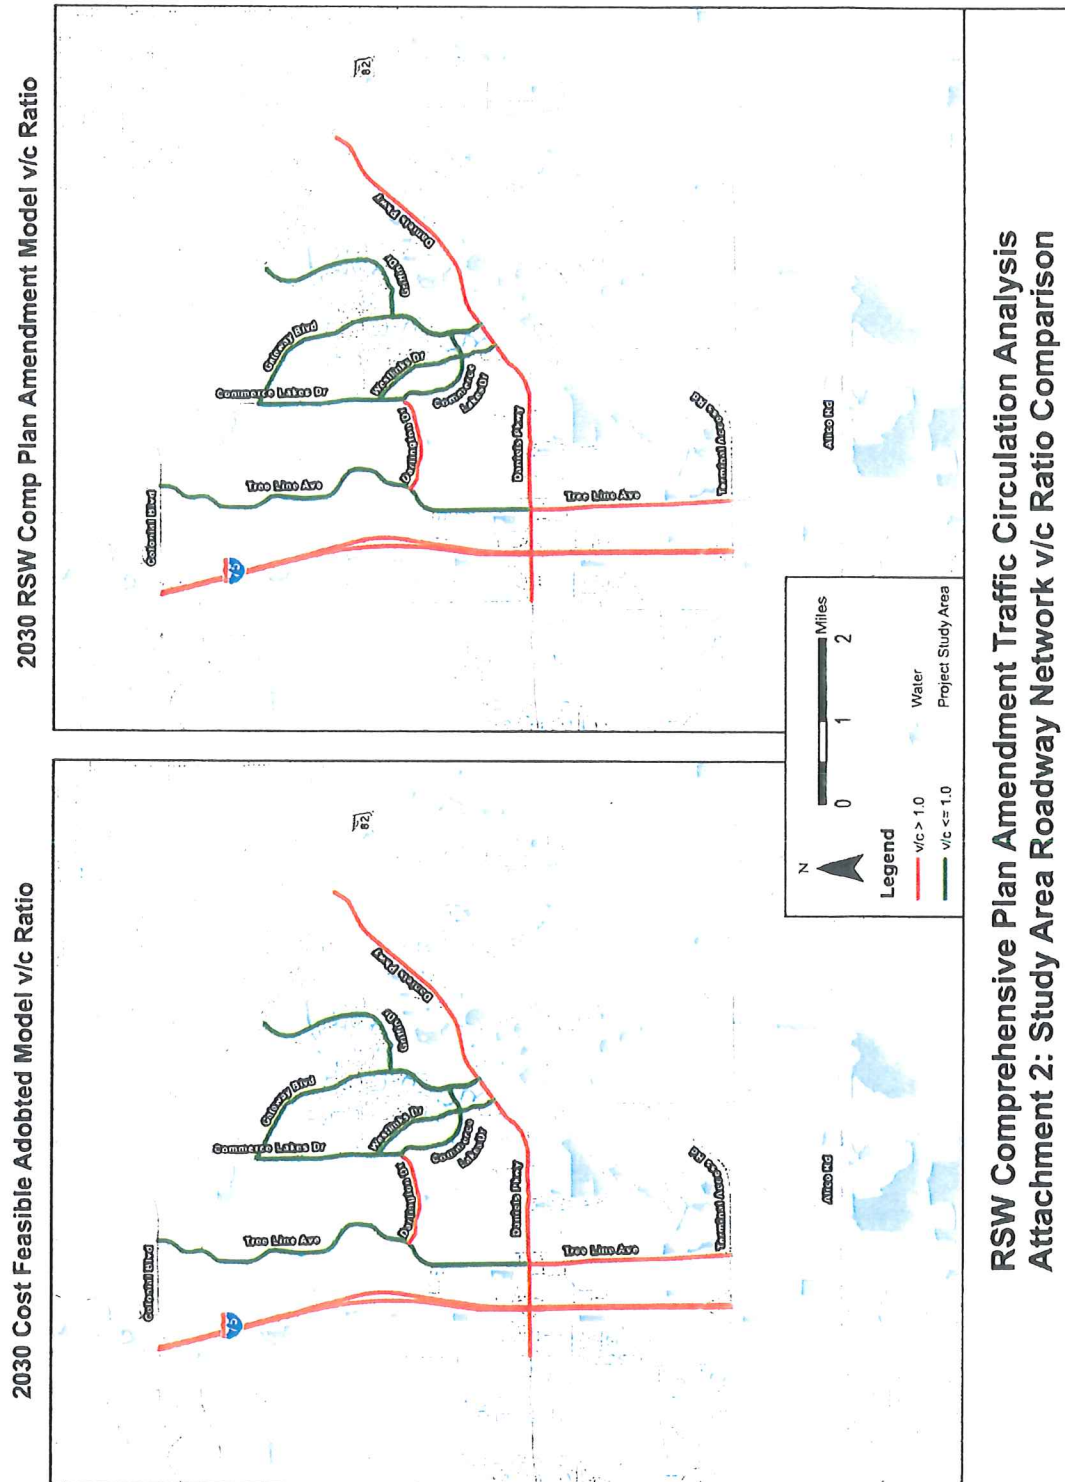 2030 Cost Feasible Adobted Model v/c Ratio
Colonial Blvd
75
Tree Line Ave
Commerce Lakes Dr
Gateway Blvd
Griffin Dr
Westlinks Dr
Darlington Dr
Commerce
Lakes Dr
Daniels Pkwy
82
Daniels Pkwy
Tree Line Ave
Terminal Access Rd
Alico Rd
2030 RSW Comp Plan Amendment Model v/c Ratio
Colonial Blvd
75
Tree Line Ave
Commerce Lakes Dr
Gateway Blvd
Griffin Dr
Westlinks Dr
Darlington Dr
Commerce
Lakes Dr
Daniels Pkwy
82
Daniels Pkwy
Tree Line Ave
Terminal Access Rd
Alico Rd
N
0 1 2 Miles
Legend
v/c > 1.0
Water
v/c <= 1.0
Project Study Area
RSW Comprehensive Plan Amendment Traffic Circulation Analysis
Attachment 2: Study Area Roadway Network v/c Ratio Comparison